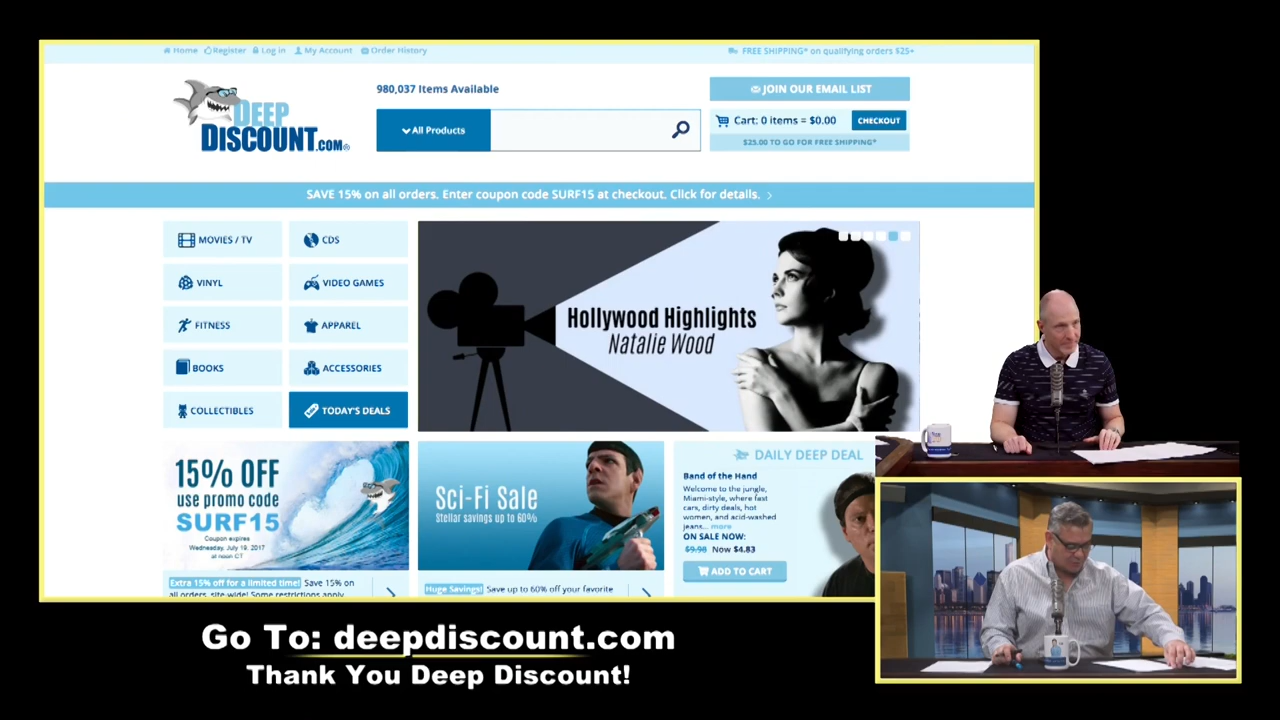 Home Register Log in My Account Order History
FREE SHIPPING* on qualifying orders $25+
DEEP
DISCOUNT.COM®
980,037 Items Available
All Products
JOIN OUR EMAIL LIST
Cart: 0 items = $0.00 CHECKOUT
$25.00 TO GO FOR FREE SHIPPING*
SAVE 15% on all orders. Enter coupon code SURF15 at checkout. Click for details.
MOVIES / TV CDS
VINYL VIDEO GAMES
FITNESS APPAREL
BOOKS ACCESSORIES
COLLECTIBLES TODAY'S DEALS
Hollywood Highlights
Natalie Wood
15% OFF
use promo code
SURF15
Coupon expires
Wednesday, July 19, 2017
at noon CT
Extra 15% off for a limited time! Save 15% on
all orders, site wide! Some restrictions apply
Sci-Fi Sale
Stellar savings up to 60%
Huge Savings! Save up to 60% off your favorite
DAILY DEEP DEAL
Band of the Hand
Welcome to the jungle,
Miami-style, where fast
cars, dirty deals, hot
women, and acid-washed
jeans... more
ON SALE NOW:
$9.98 Now $4.83
ADD TO CART
Go To: deepdiscount.com
Thank You Deep Discount!